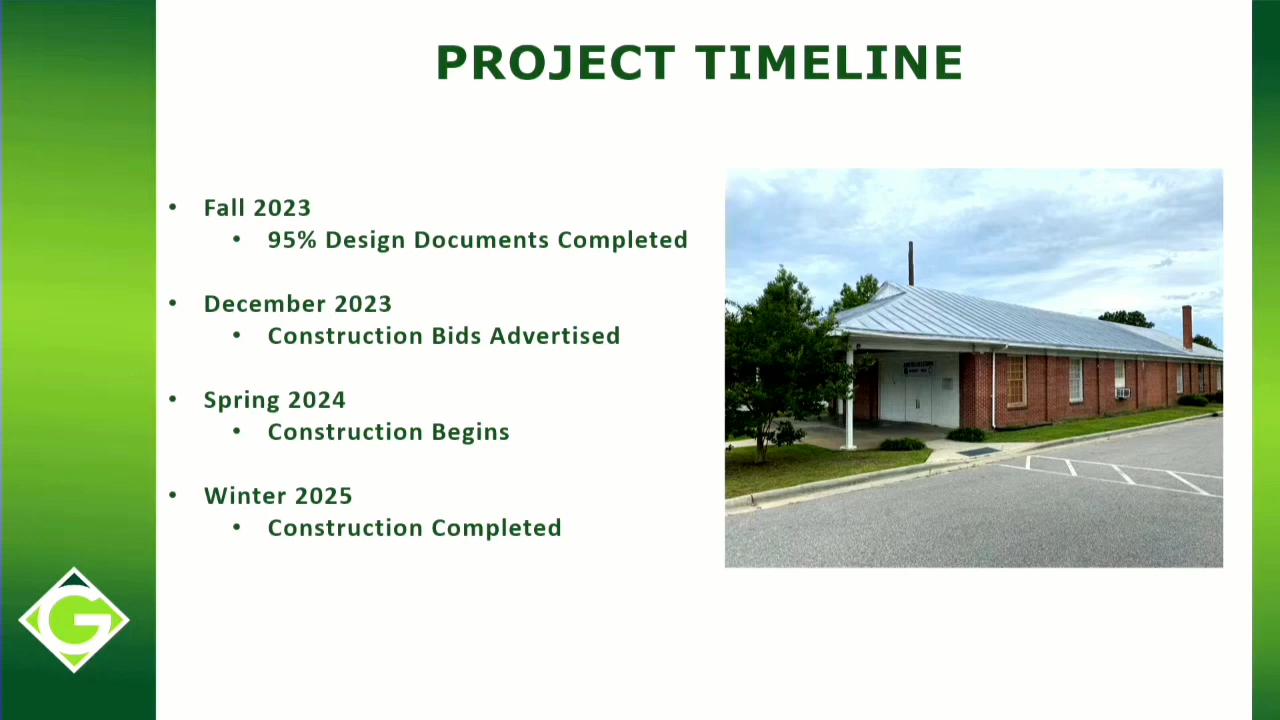 PROJECT TIMELINE
• Fall 2023
• 95% Design Documents Completed
• December 2023
• Construction Bids Advertised
• Spring 2024
• Construction Begins
• Winter 2025
• Construction Completed
G